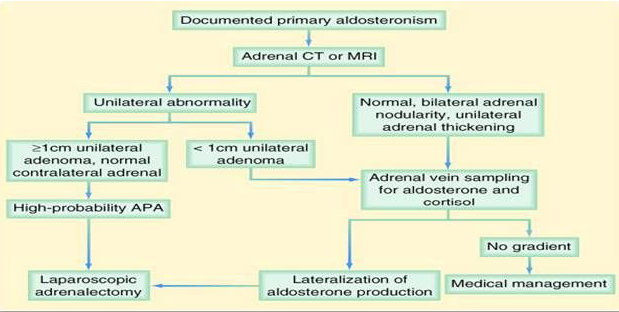 Documented primary aldosteronism
Adrenal CT or MRI
Unilateral abnormality
Normal, bilateral adrenal
nodularity, unilateral
adrenal thickening
≥1cm unilateral
adenoma, normal
contralateral adrenal
< 1cm unilateral
adenoma
Adrenal vein sampling
for aldosterone and
cortisol
High-probability APA
No gradient
Laparoscopic
adrenalectomy
Lateralization of
aldosterone production
Medical management